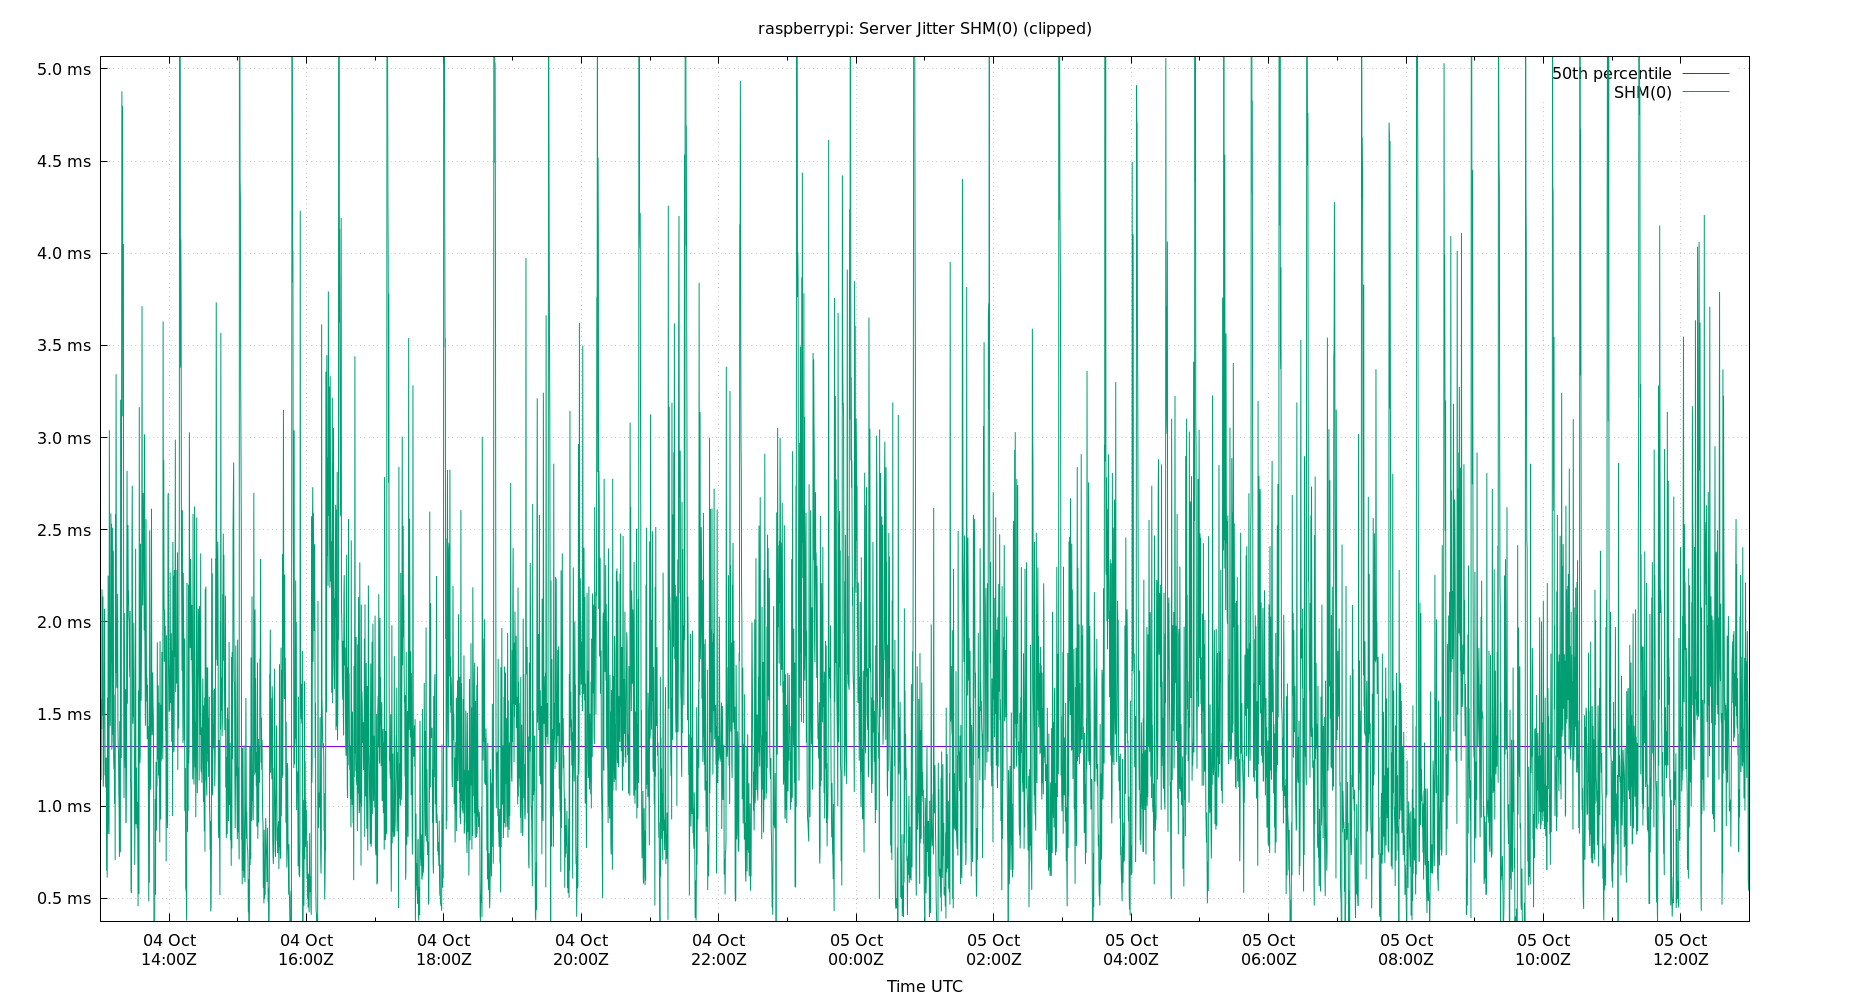 raspberrypi: Server Jitter SHM(0) (clipped)
5.0 ms
4.5 ms
4.0 ms
3.5 ms
3.0 ms
2.5 ms
2.0 ms
1.5 ms
1.0 ms
0.5 ms
50th percentile
SHM(0)
04 Oct 04 Oct 04 Oct 04 Oct 04 Oct 05 Oct 05 Oct 05 Oct 05 Oct 05 Oct 05 Oct 05 Oct
14:00Z 16:00Z 18:00Z 20:00Z 22:00Z 00:00Z 02:00Z 04:00Z 06:00Z 08:00Z 10:00Z 12:00Z
Time UTC